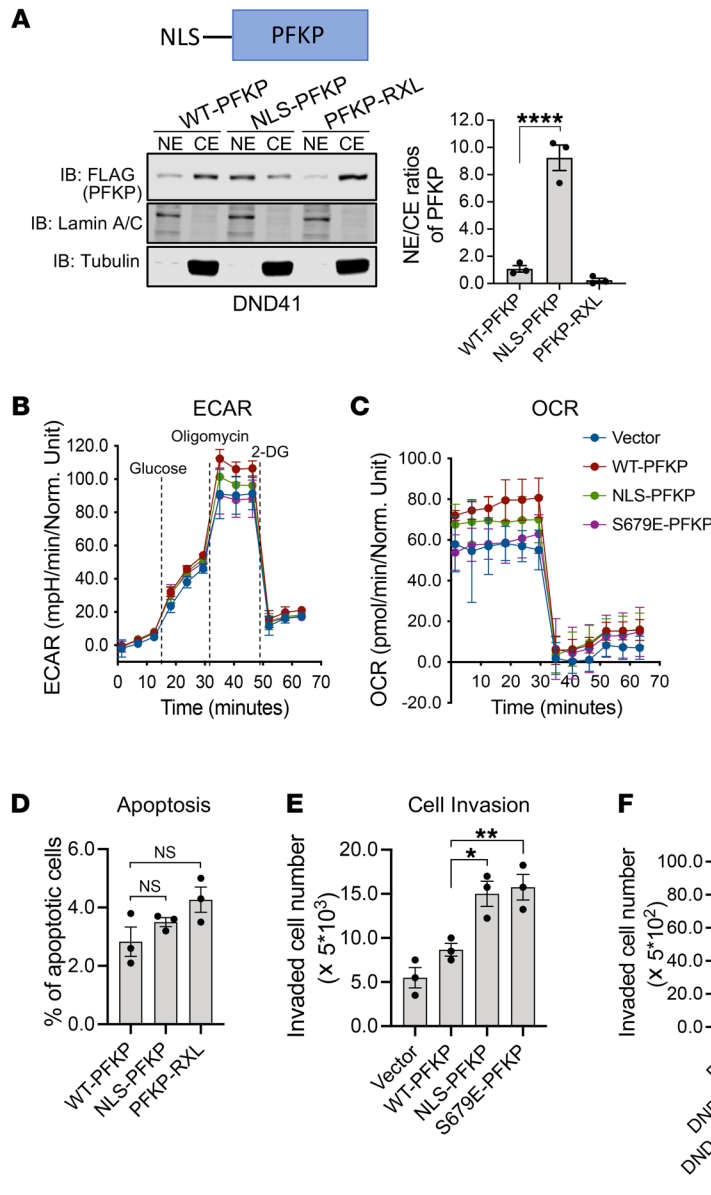 A
NLS
PFKP
WT-PFKP
NLS-PFKP
PFKP-RXL
NE CE NE CE NE CE
IB: FLAG
(PFKP)
IB: Lamin A/C
IB: Tubulin
DND41
NE/CE ratios
of PFKP
12.0
10.0
8.0
6.0
4.0
2.0
0
****
WT-PFKP
NLS-PFKP
PFKP-RXL
B
ECAR
ECAR (mpH/min/Norm. Unit)
120.0
100.0
80.0
60.0
40.0
20.0
0.0
Glucose
Oligomycin
2-DG
0 10 20 30 40 50 60 70
Time (minutes)
C
OCR
OCR (pmol/min/Norm. Unit)
100.0
80.0
60.0
40.0
20.0
0.0
-20.0
10 20 30 40 50 60 70
Time (minutes)
Vector
WT-PFKP
NLS-PFKP
S679E-PFKP
D
Apoptosis
% of apoptotic cells
6.0
4.0
2.0
0.0
NS
NS
WT-PFKP
NLS-PFKP
PFKP-RXL
E
Cell Invasion
Invaded cell number
(x 5*10³)
20.0
15.0
10.0
5.0
0.0
*
**
Vector
WT-PFKP
NLS-PFKP
S679E-PFKP
F
Invaded cell number
(x 5*10²)
100.0
80.0
60.0
40.0
20.0
0.0
DND
DND